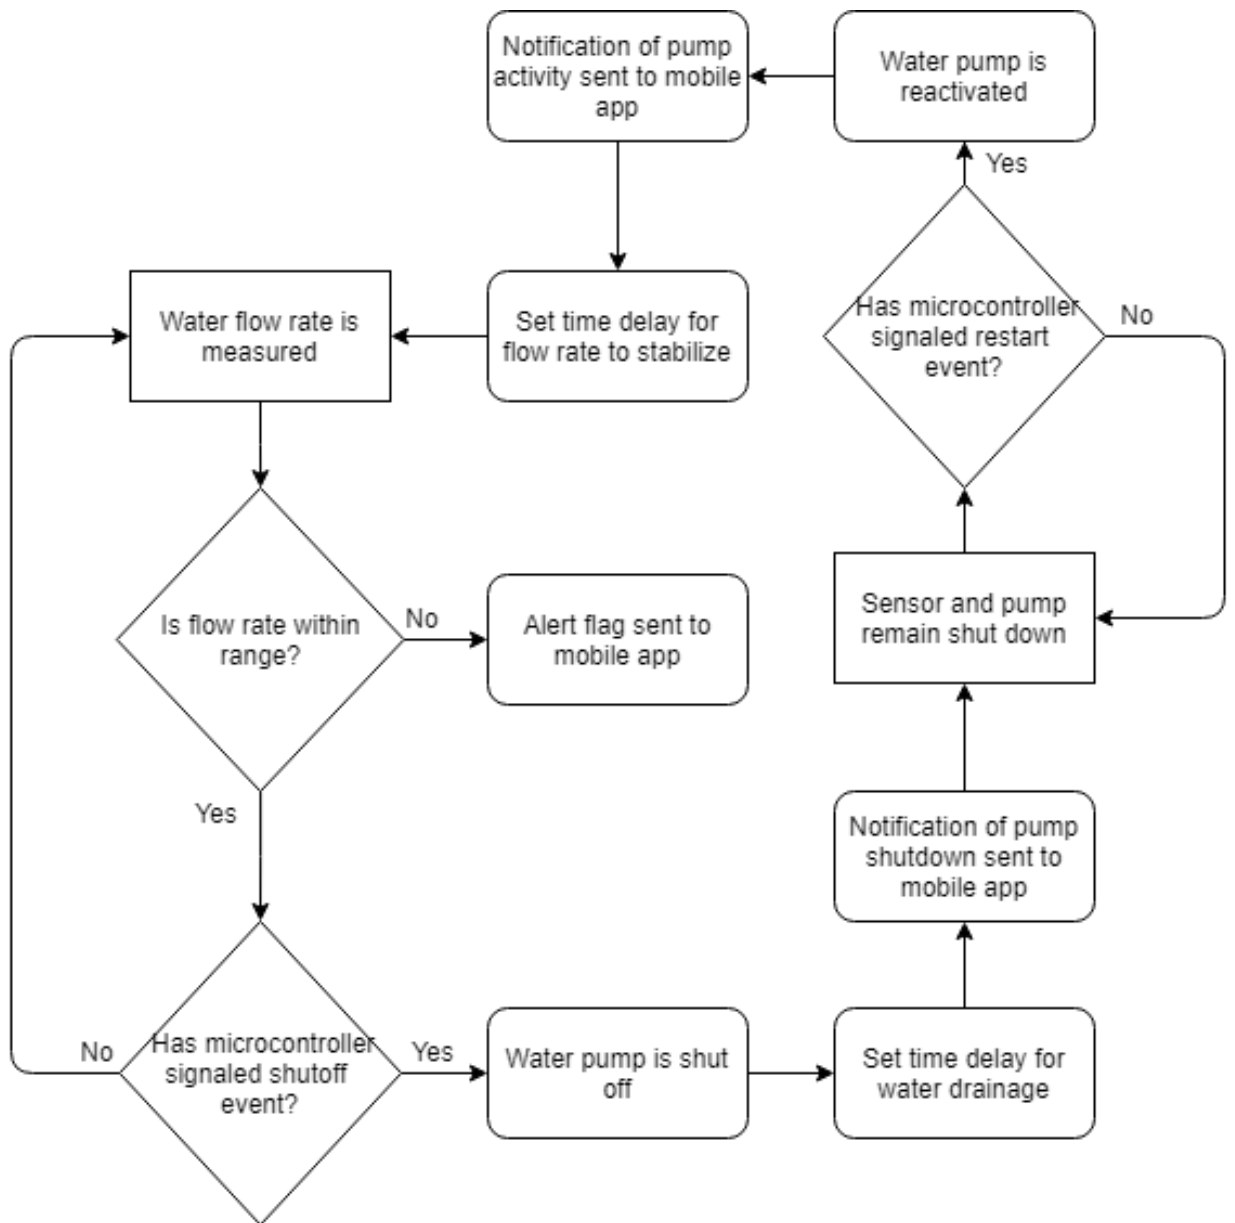 Notification of pump
activity sent to mobile
app
Water pump is
reactivated
Yes
Water flow rate is
measured
Set time delay for
flow rate to stabilize
Has microcontroller
signaled restart
event?
No
Is flow rate within
range?
No
Alert flag sent to
mobile app
Sensor and pump
remain shut down
Yes
Notification of pump
shutdown sent to
mobile app
No
Has microcontroller
signaled shutoff
event?
Yes
Water pump is shut
off
Set time delay for
water drainage